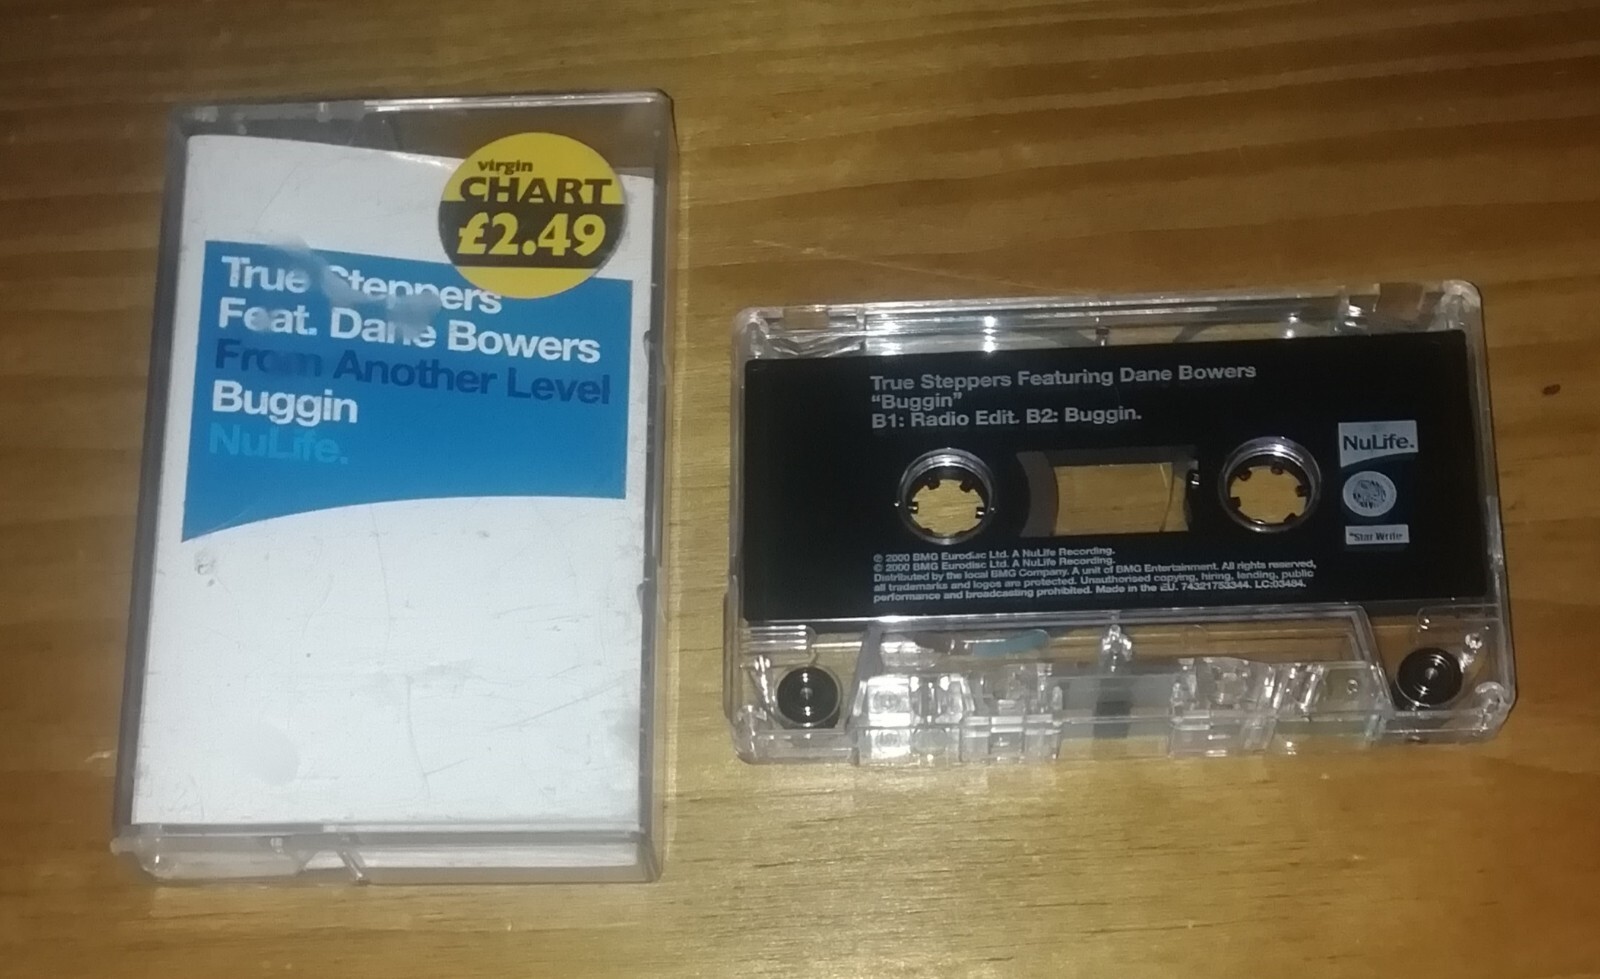 virgin
CHART
£2.49
True Steppers
Feat. Dane Bowers
From Another Level
Buggin
NuLife.
True Steppers Featuring Dane Bowers
“Buggin”
B1: Radio Edit. B2: Buggin.
NuLife.
Star Write
℗ 2000 BMG Eurodisc Ltd. A NuLife Recording.
© 2000 BMG Eurodisc Ltd. A NuLife Recording.
Distributed by the local BMG Company. A unit of BMG Entertainment. All rights reserved,
all trademarks and logos are protected. Unauthorised copying, hiring, lending, public
performance and broadcasting prohibited. Made in the EU. 74321753344. LC:03484.